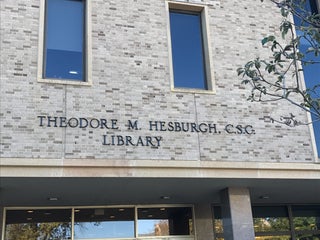 THEODORE M. HESBURGH, C.S.C.
LIBRARY